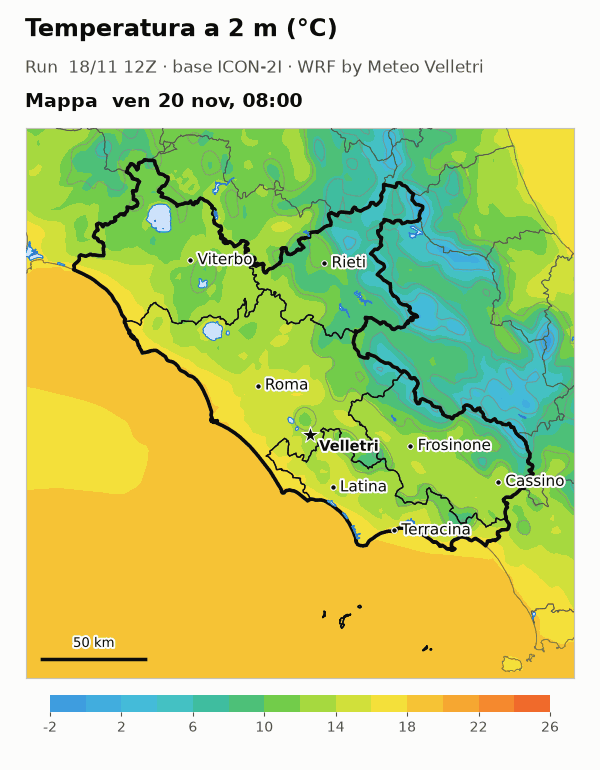 Temperatura a 2 m (°C)
Run  18/11 12Z · base ICON-2I · WRF by Meteo Velletri
Mappa  ven 20 nov, 08:00
Viterbo
Rieti
Roma
Velletri
Frosinone
Latina
Cassino
Terracina
50 km
-2 2 6 10 14 18 22 26